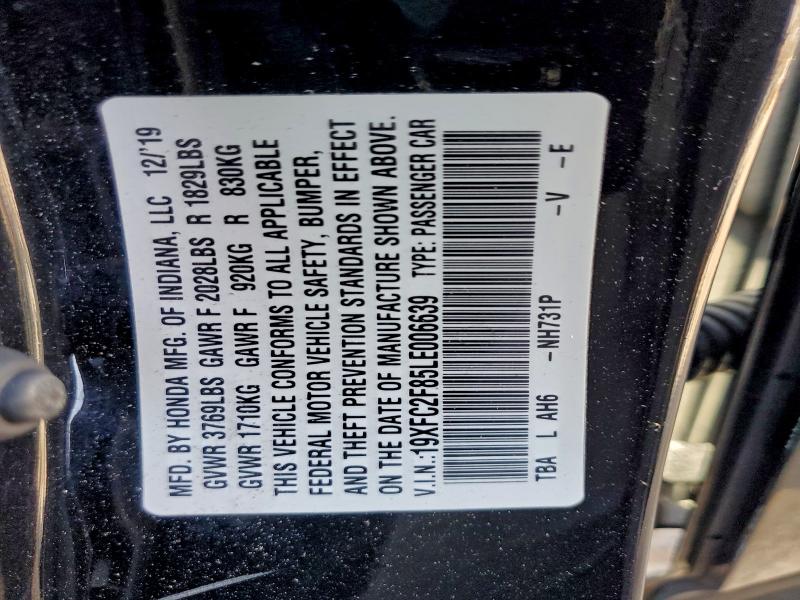 MFD. BY HONDA MFG. OF INDIANA, LLC 12/'19
GVWR 3769LBS GAWR F 2028LBS R 1829LBS
GVWR 1710KG GAWR F 920KG R 830KG
THIS VEHICLE CONFORMS TO ALL APPLICABLE
FEDERAL MOTOR VEHICLE SAFETY, BUMPER,
AND THEFT PREVENTION STANDARDS IN EFFECT
ON THE DATE OF MANUFACTURE SHOWN ABOVE.
V.I.N.:19XFC2F85LE006639 TYPE: PASSENGER CAR
TBA L AH6 -NH731P -V -E